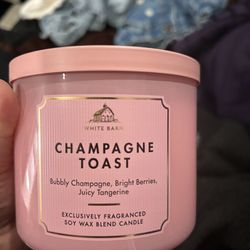 WHITE BARN
CHAMPAGNE
TOAST
Bubbly Champagne, Bright Berries,
Juicy Tangerine
EXCLUSIVELY FRAGRANCED
SOY WAX BLEND CANDLE